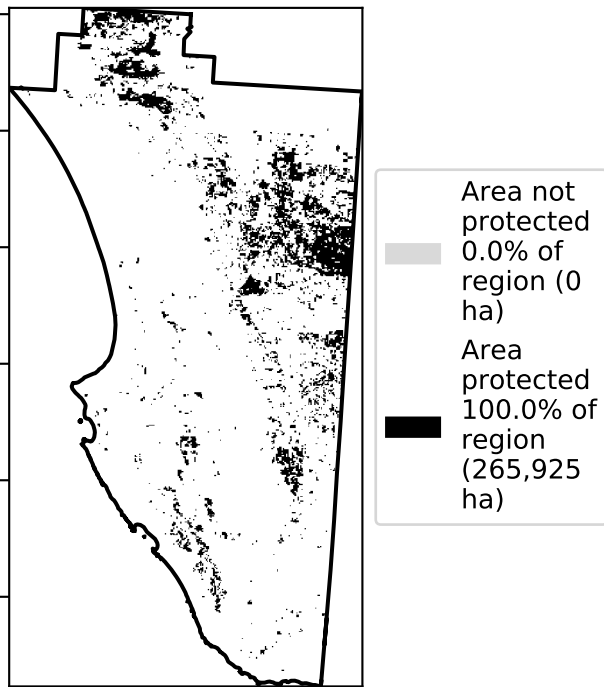 Area not
protected
0.0% of
region (0
ha)
Area
protected
100.0% of
region
(265,925
ha)